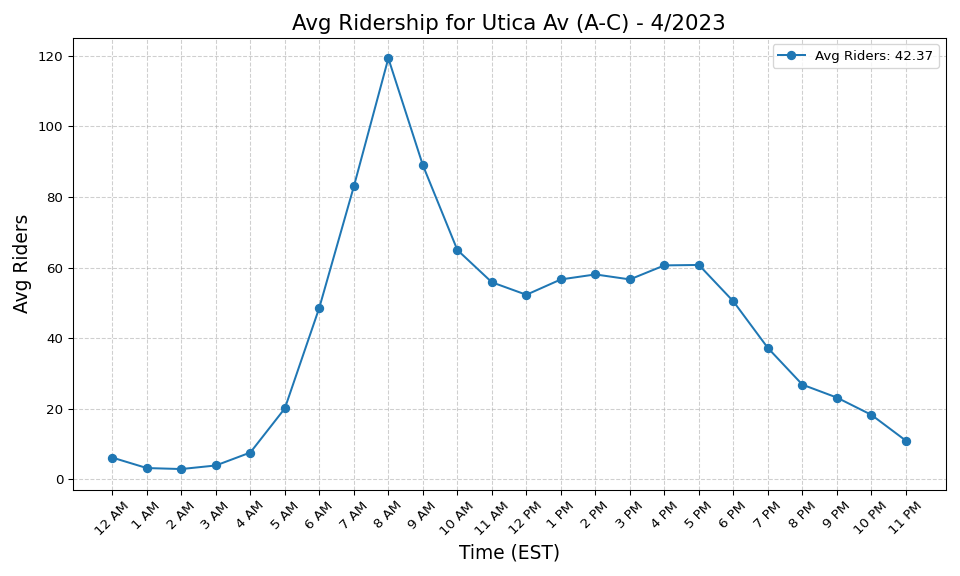 Avg Ridership for Utica Av (A-C) - 4/2023
Avg Riders: 42.37
Avg Riders
120
100
80
60
40
20
0
12 AM
1 AM
2 AM
3 AM
4 AM
5 AM
6 AM
7 AM
8 AM
9 AM
10 AM
11 AM
12 PM
1 PM
2 PM
3 PM
4 PM
5 PM
6 PM
7 PM
8 PM
9 PM
10 PM
11 PM
Time (EST)